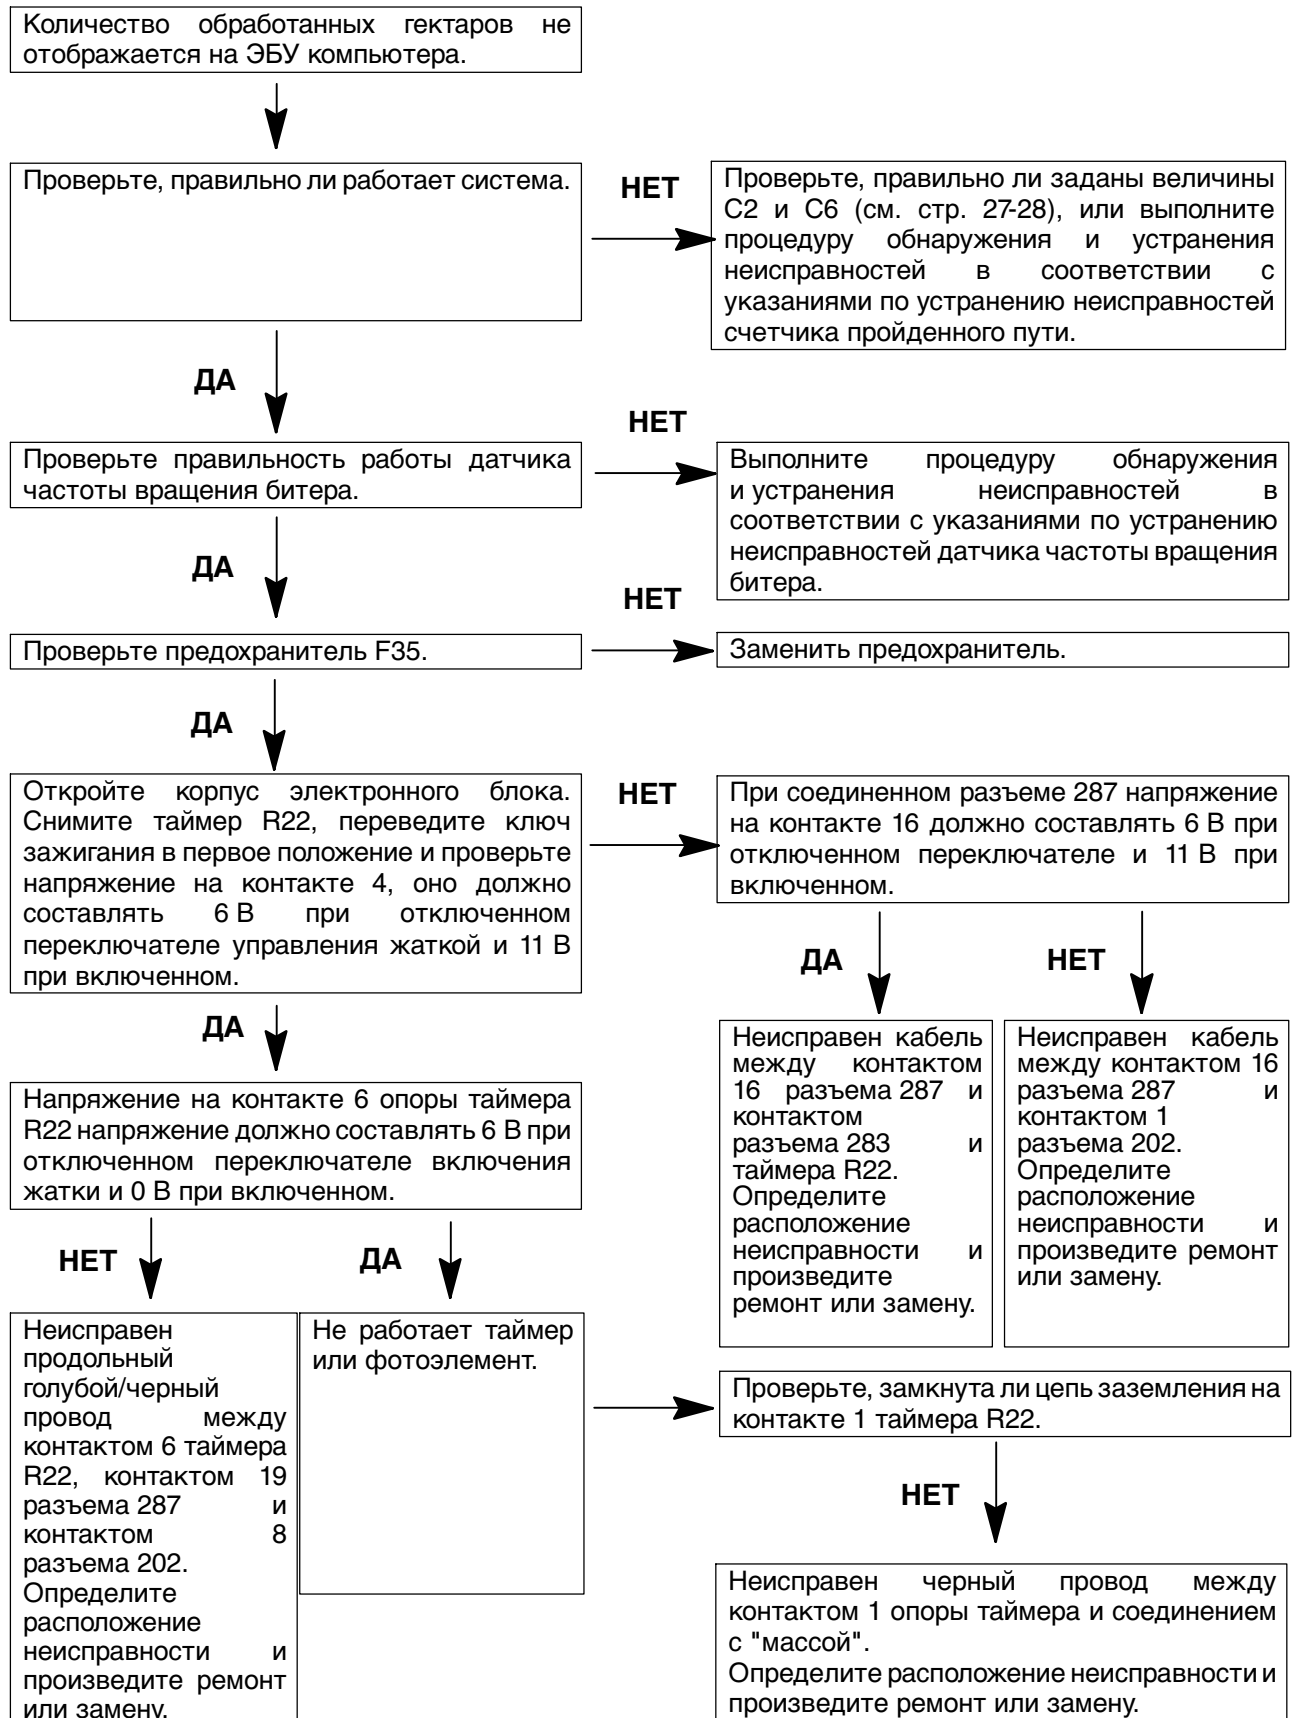 Количество обработанных гектаров не
отображается на ЭБУ компьютера.
Проверьте, правильно ли работает система.
НЕТ
Проверьте, правильно ли заданы величины
С2 и С6 (см. стр. 27-28), или выполните
процедуру обнаружения и устранения
неисправностей в соответствии с
указаниями по устранению неисправностей
счетчика пройденного пути.
ДА
НЕТ
Проверьте правильность работы датчика
частоты вращения битера.
Выполните процедуру обнаружения
и устранения неисправностей в
соответствии с указаниями по устранению
неисправностей датчика частоты вращения
битера.
ДА
НЕТ
Проверьте предохранитель F35.
Заменить предохранитель.
ДА
Откройте корпус электронного блока.
Снимите таймер R22, переведите ключ
зажигания в первое положение и проверьте
напряжение на контакте 4, оно должно
составлять 6 В при отключенном
переключателе управления жаткой и 11 В
при включенном.
НЕТ
При соединенном разъеме 287 напряжение
на контакте 16 должно составлять 6 В при
отключенном переключателе и 11 В при
включенном.
ДА
НЕТ
ДА
Неисправен кабель
между контактом
16 разъема 287 и
контактом
разъема 283 и
таймера R22.
Определите
расположение
неисправности и
произведите
ремонт или замену.
Неисправен кабель
между контактом 16
разъема 287 и
контактом 1
разъема 202.
Определите
расположение
неисправности и
произведите ремонт
или замену.
Напряжение на контакте 6 опоры таймера
R22 напряжение должно составлять 6 В при
отключенном переключателе включения
жатки и 0 В при включенном.
НЕТ
ДА
Неисправен
продольный
голубой/черный
провод между
контактом 6 таймера
R22, контактом 19
разъема 287 и
контактом 8
разъема 202.
Определите
расположение
неисправности и
произведите ремонт
или замену.
Не работает таймер
или фотоэлемент.
Проверьте, замкнута ли цепь заземления на
контакте 1 таймера R22.
НЕТ
Неисправен черный провод между
контактом 1 опоры таймера и соединением
с "массой".
Определите расположение неисправности и
произведите ремонт или замену.